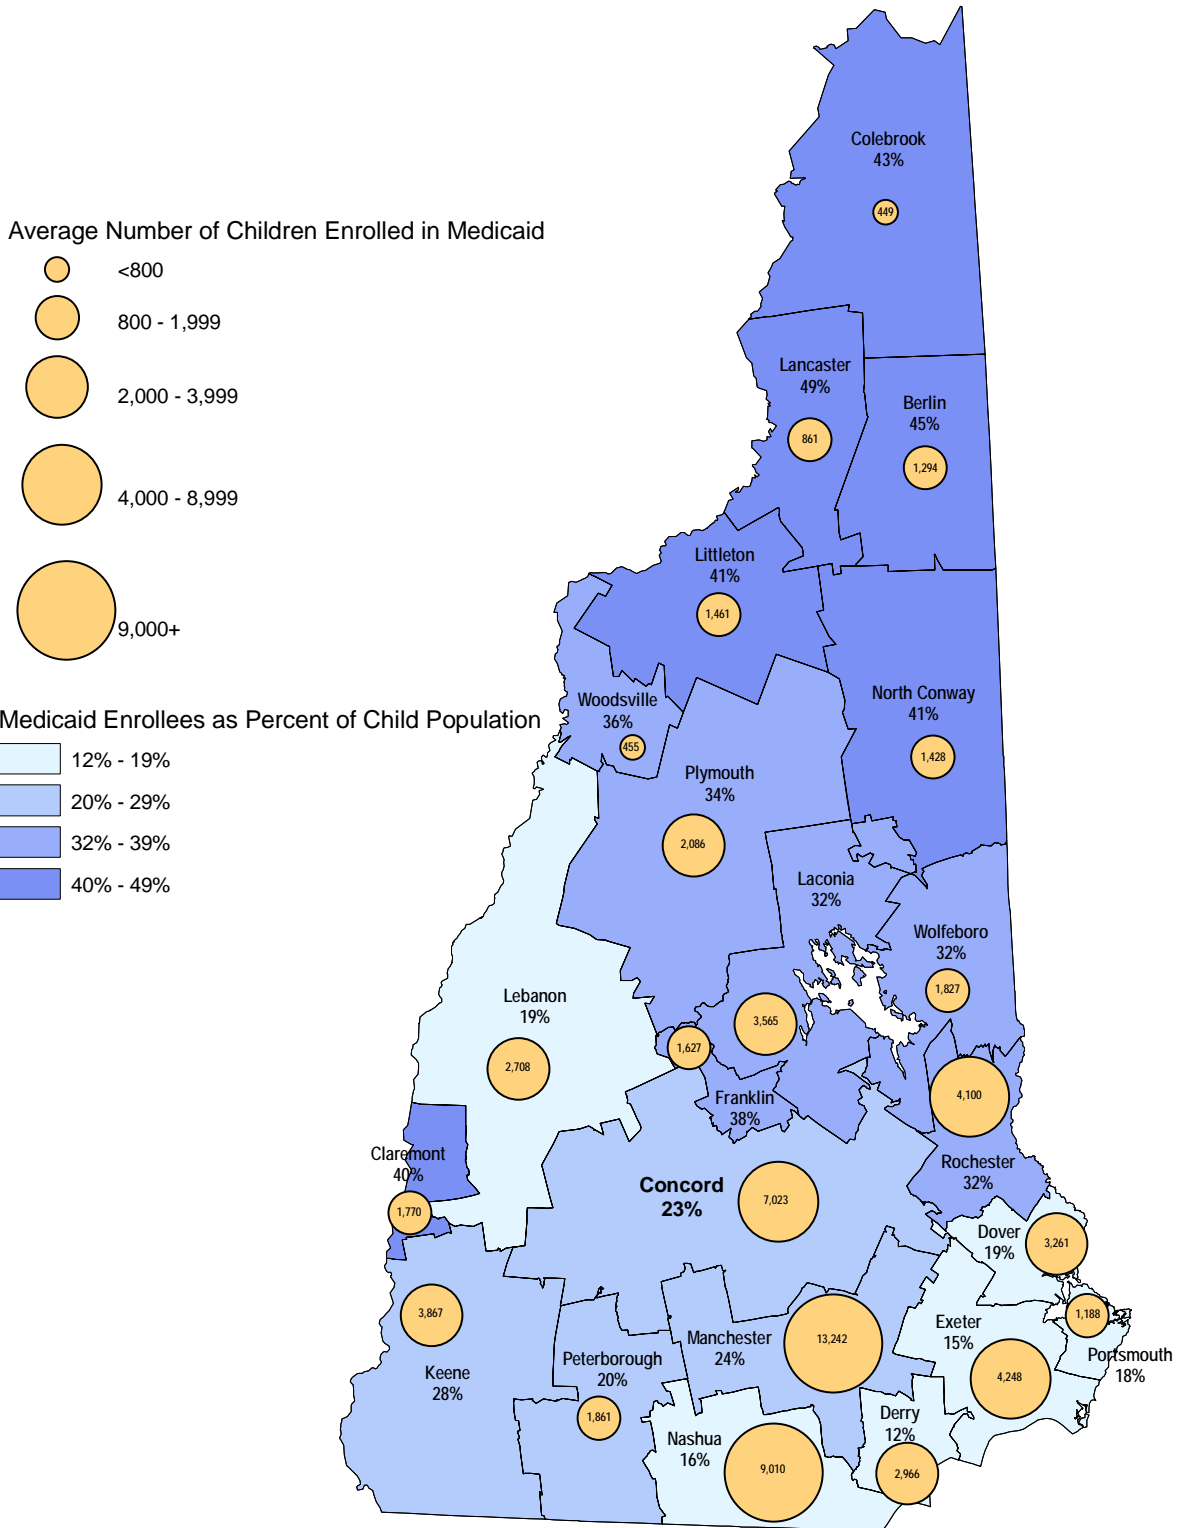 Colebrook
43%
449
Average Number of Children Enrolled in Medicaid
<800
800 - 1,999
2,000 - 3,999
4,000 - 8,999
9,000+
Lancaster
49%
861
Berlin
45%
1,294
Littleton
41%
1,461
North Conway
41%
1,428
Woodsville
36%
455
Medicaid Enrollees as Percent of Child Population
12% - 19%
20% - 29%
32% - 39%
40% - 49%
Plymouth
34%
2,086
Laconia
32%
3,565
Wolfeboro
32%
1,827
Lebanon
19%
2,708
1,627
Franklin
38%
4,100
Rochester
32%
Claremont
40%
1,770
Concord
23%
7,023
Dover
19%
3,261
3,867
Keene
28%
Peterborough
20%
1,861
Manchester
24%
13,242
Exeter
15%
4,248
1,188
Portsmouth
18%
Nashua
16%
9,010
Derry
12%
2,966